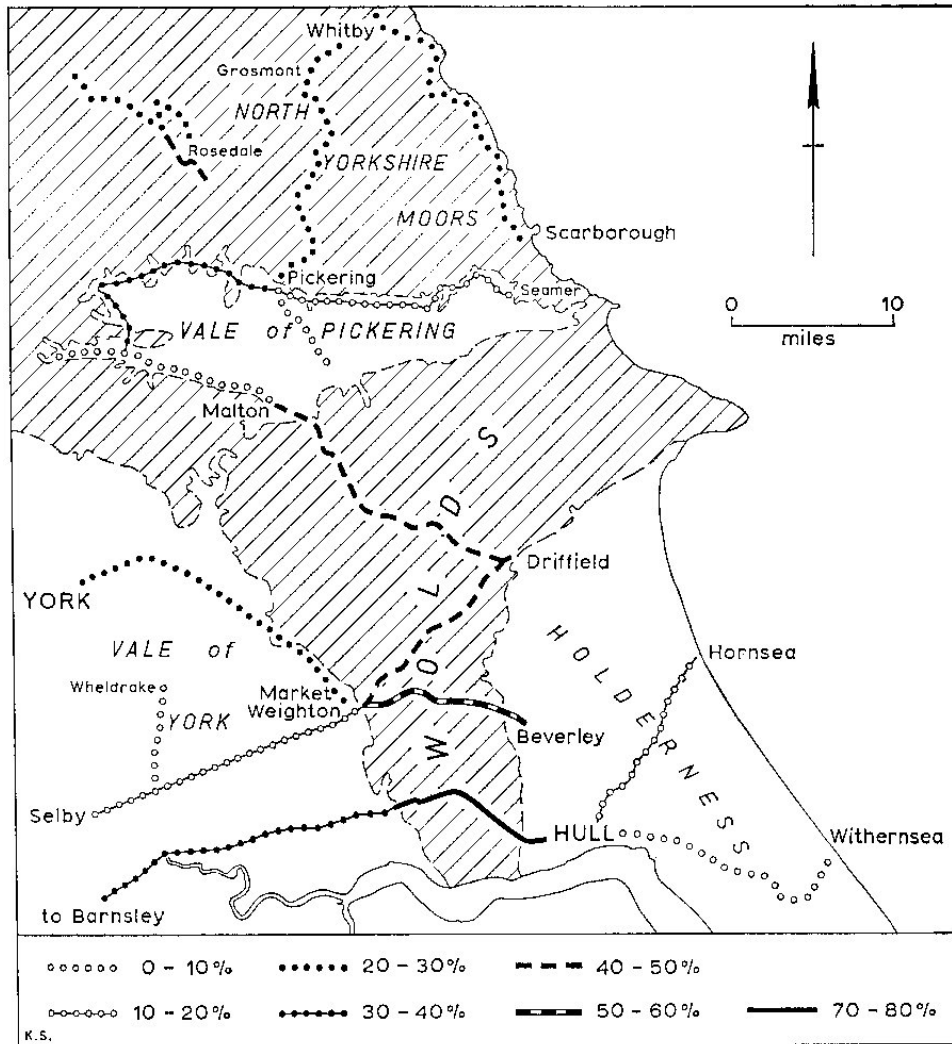 Whitby
Grosmont
NORTH
Rosedale
YORKSHIRE
MOORS
Scarborough
Pickering
Seamer
0 10
miles
VALE of PICKERING
Malton
WOLDS
Driffield
YORK
VALE of
YORK
HOLDERNESS
Hornsea
Wheldrake
Market
Weighton
Beverley
Selby
HULL
Withernsea
to Barnsley
0 - 10% 20 - 30% 40 - 50%
10 - 20% 30 - 40% 50 - 60% 70 - 80%
K.S.